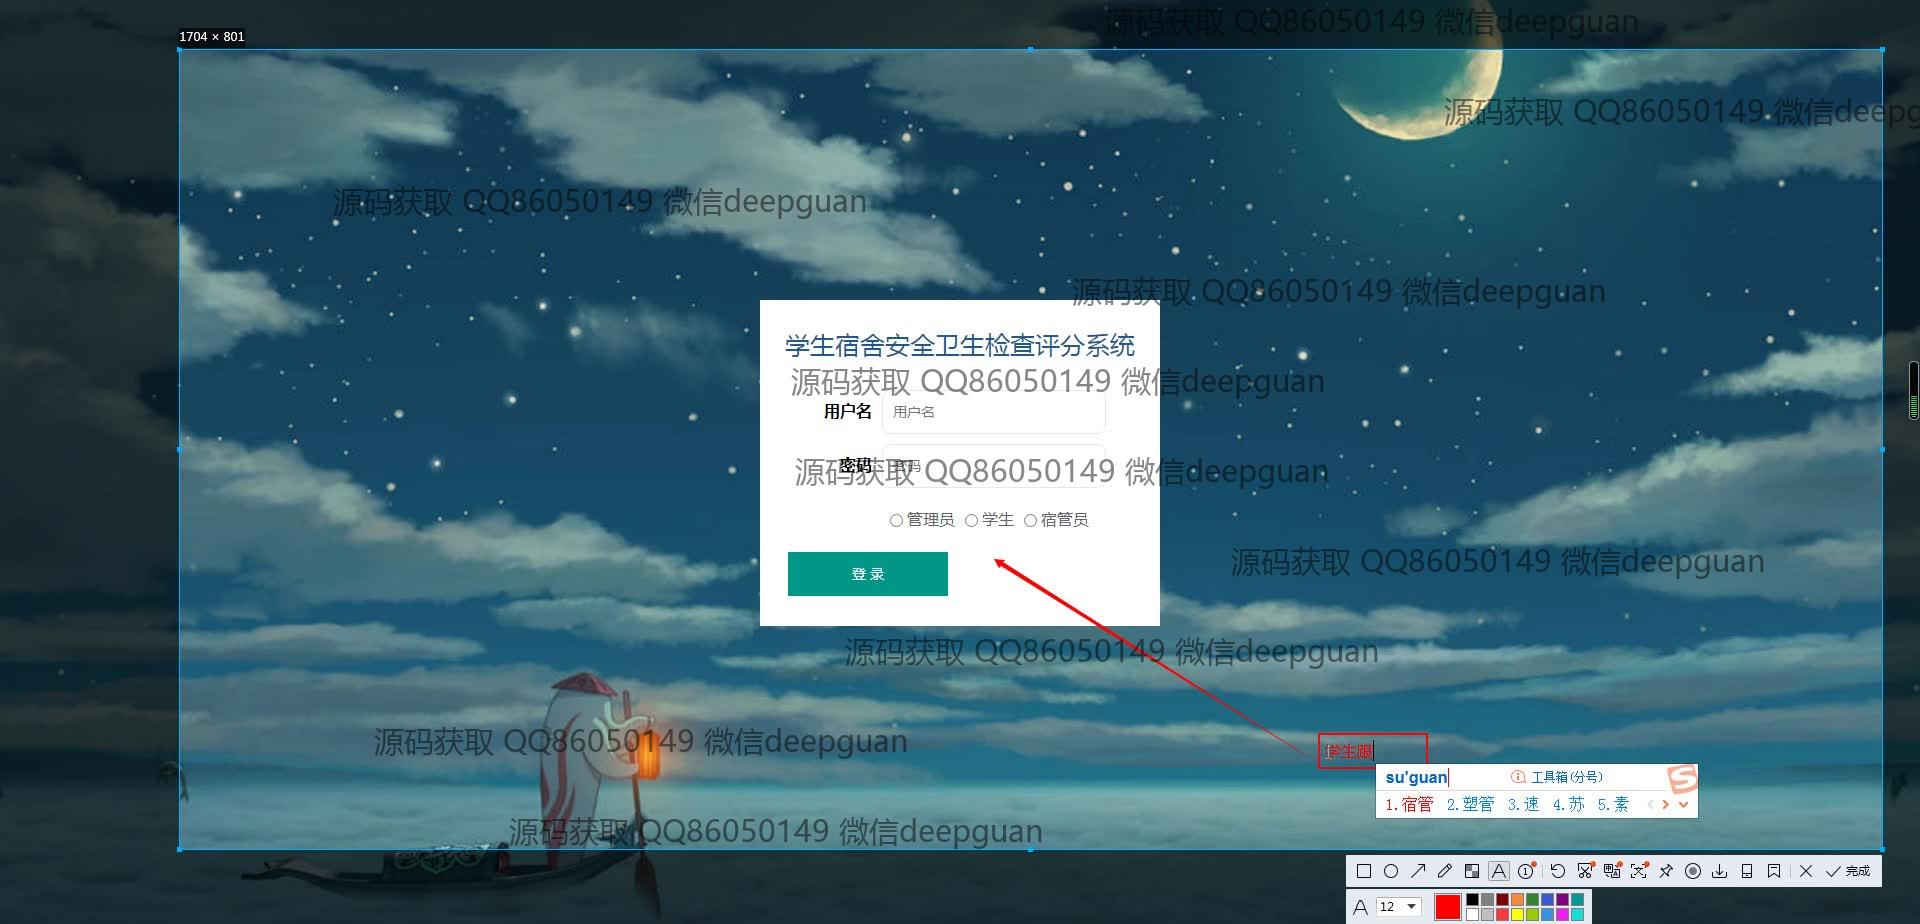 源码获取 QQ86050149 微信deepguan
1704 × 801
源码获取 QQ86050149 微信deepg
源码获取 QQ86050149 微信deepguan
源码获取 QQ86050149 微信deepguan
学生宿舍安全卫生检查评分系统
源码获取 QQ86050149 微信deepguan
用户名 用户名
密码 密码
源码获取 QQ86050149 微信deepguan
管理员 学生 宿管员
源码获取 QQ86050149 微信deepguan
登 录
源码获取 QQ86050149 微信deepguan
源码获取 QQ86050149 微信deepguan
学生跟
su'guan 工具箱(分号)
1.宿管 2.塑管 3.速 4.苏 5.素
源码获取 QQ86050149 微信deepguan
完成
A 12